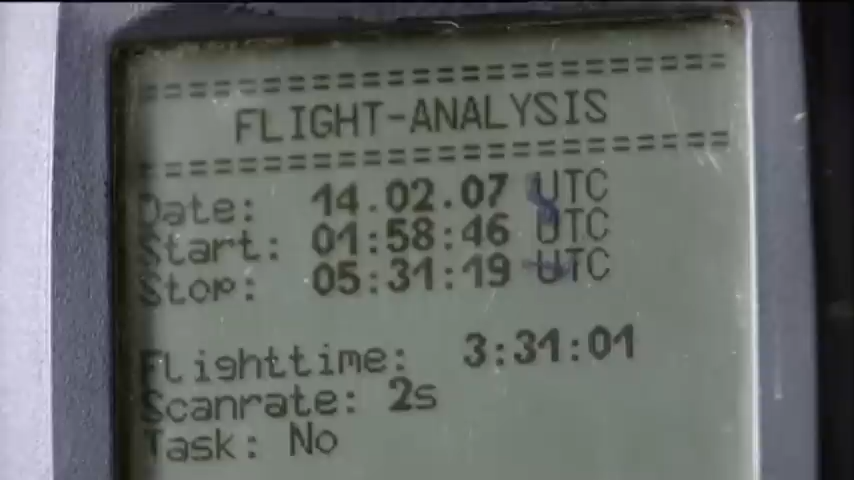 ==============================
FLIGHT-ANALYSIS
==============================
Date: 14.02.07 UTC
Start: 01:58:46 UTC
Stop: 05:31:19 UTC
Flighttime: 3:31:01
Scanrate: 2s
Task: No